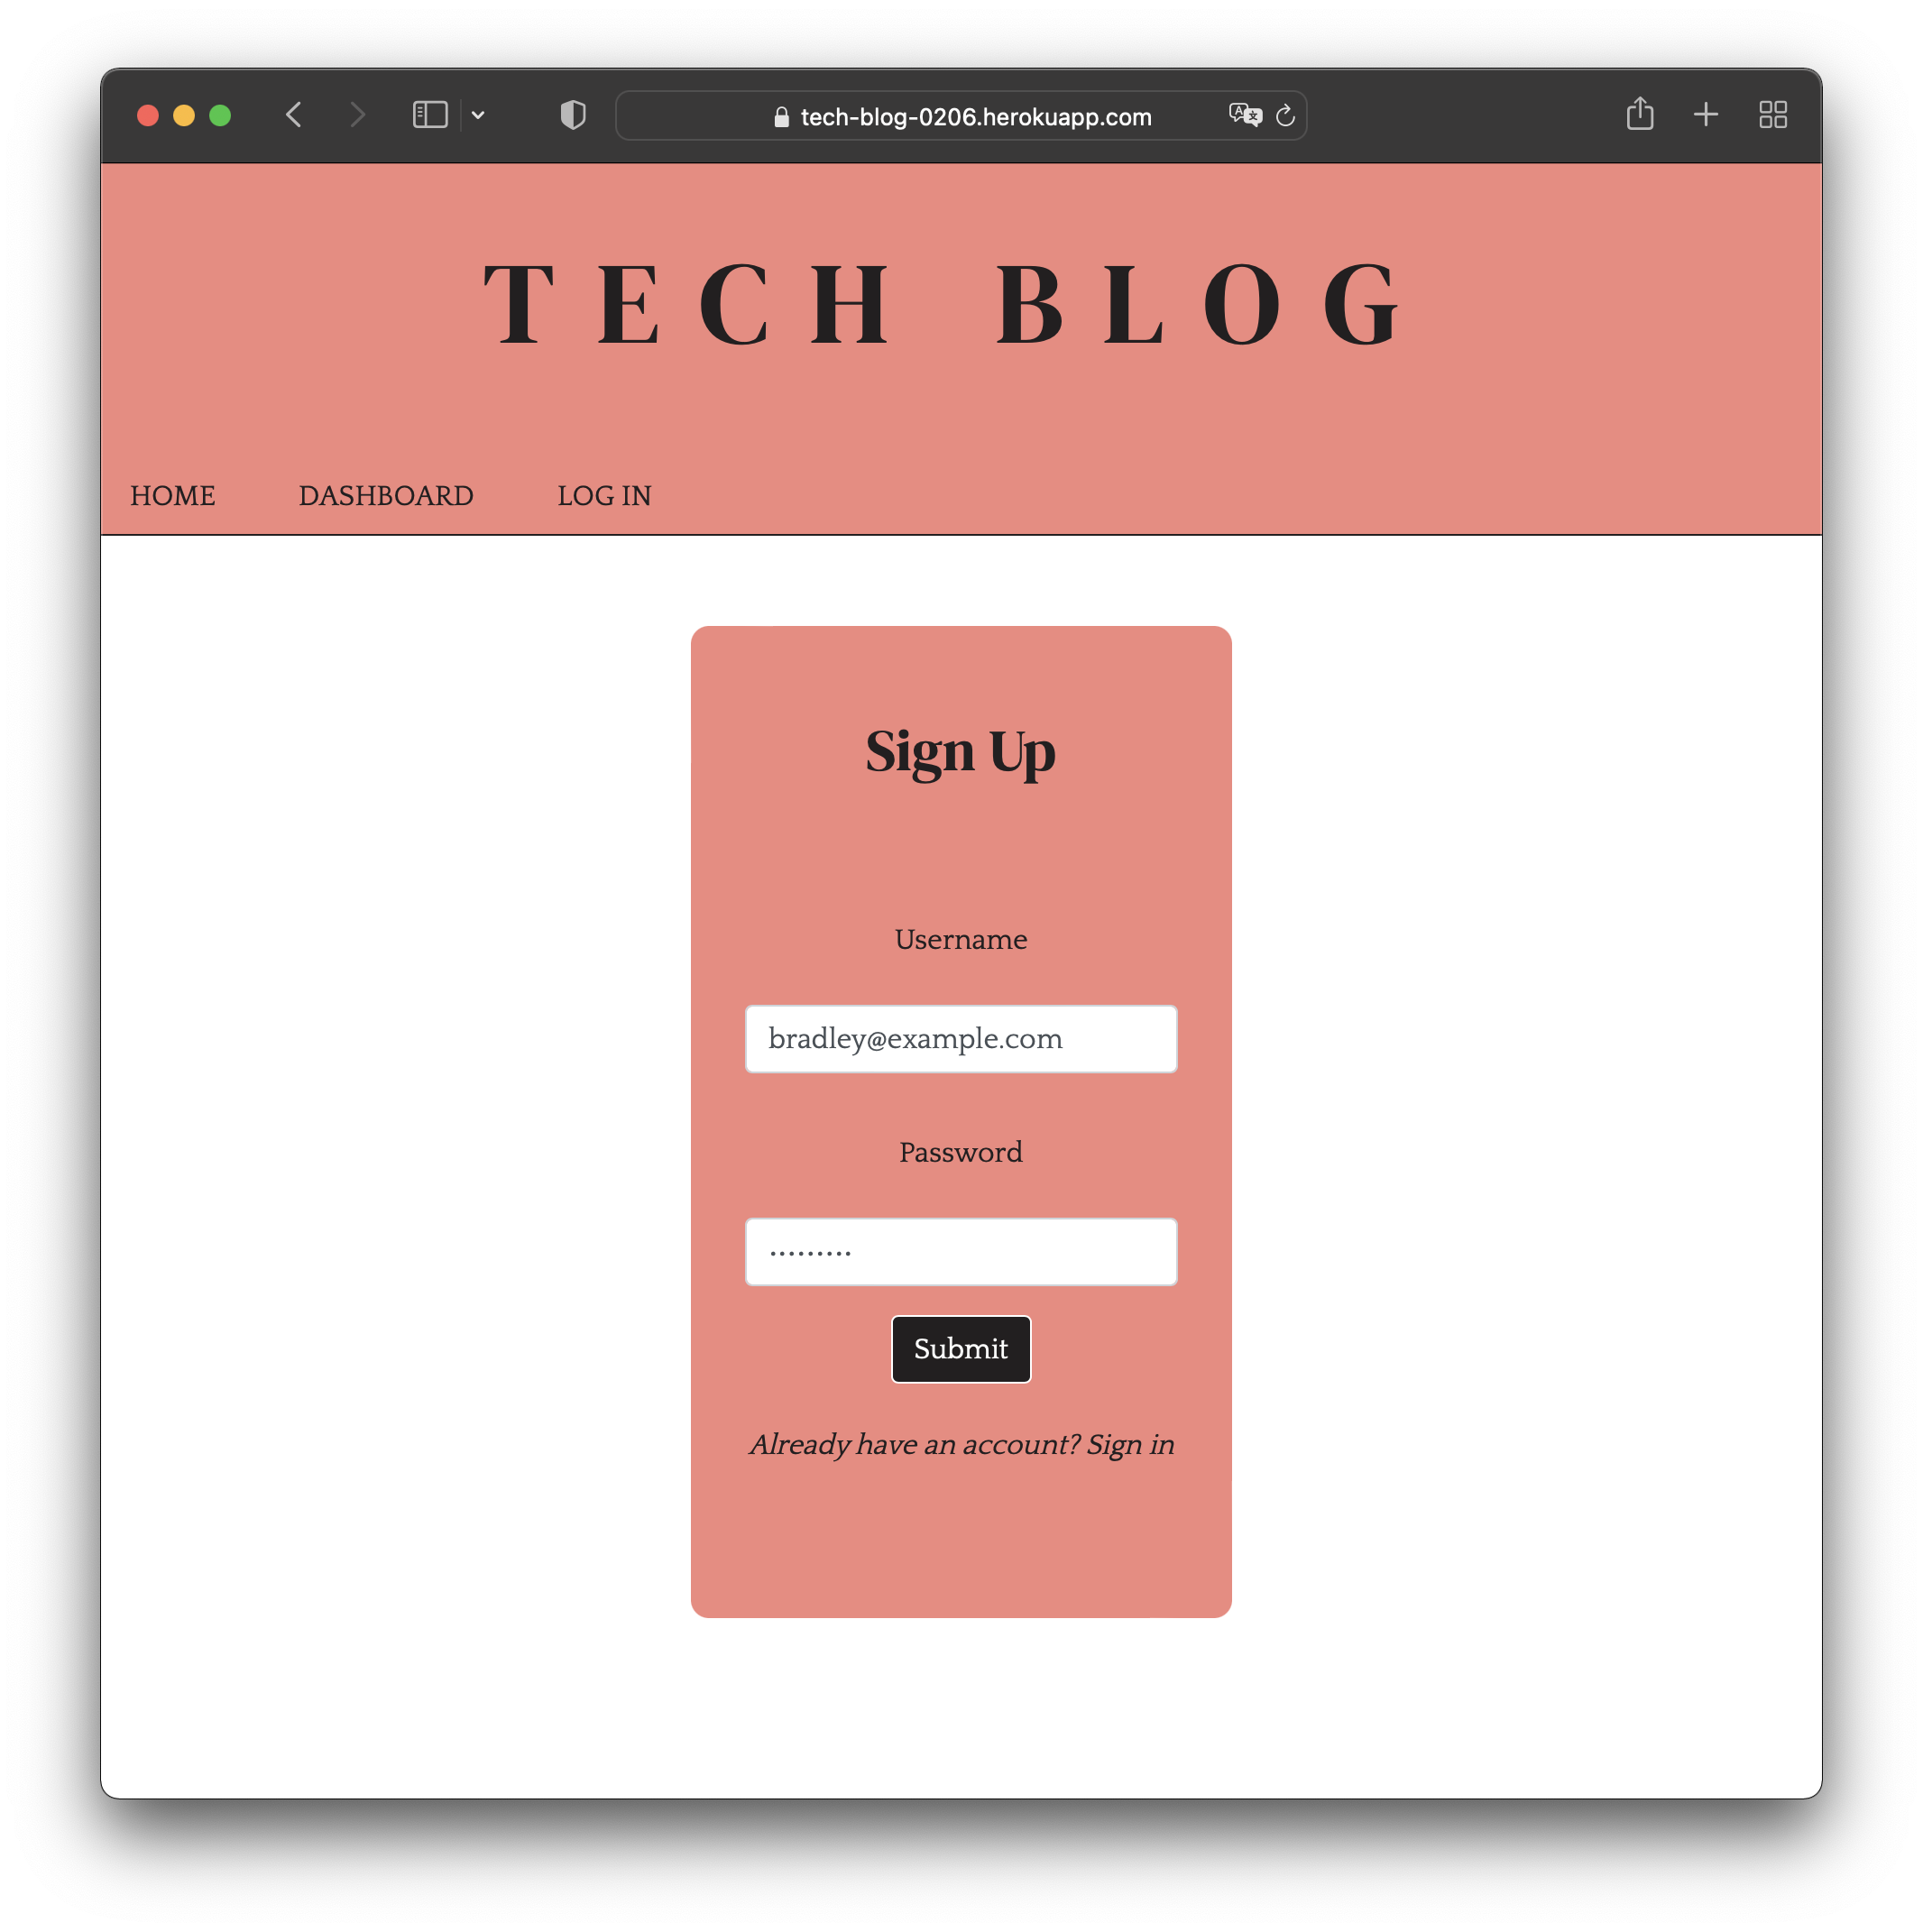 tech-blog-0206.herokuapp.com
TECH BLOG
HOME DASHBOARD LOG IN
Sign Up
Username
bradley@example.com
Password
•••••••••
Submit
Already have an account? Sign in